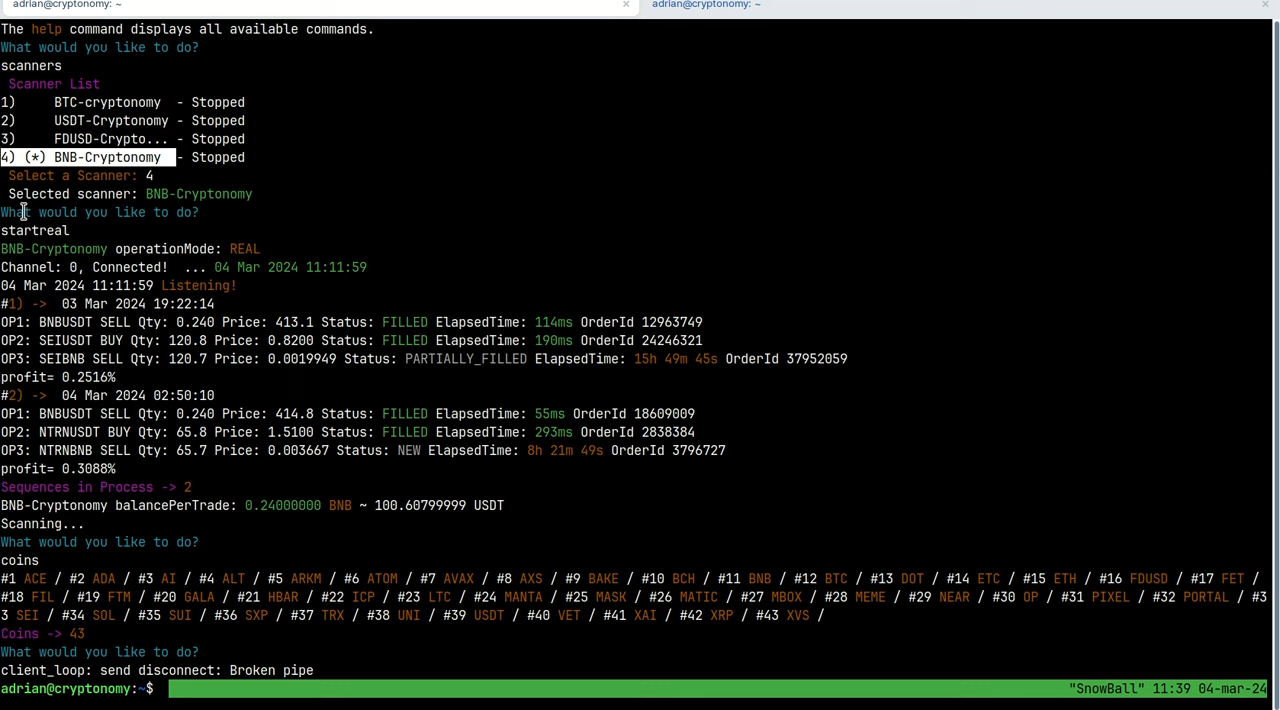 adrian@cryptonomy: ~ × adrian@cryptonomy: ~ ×
The help command displays all available commands.
What would you like to do?
scanners
Scanner List
1) BTC-cryptonomy - Stopped
2) USDT-Cryptonomy - Stopped
3) FDUSD-Crypto... - Stopped
4) (*) BNB-Cryptonomy - Stopped
Select a Scanner: 4
Selected scanner: BNB-Cryptonomy
What would you like to do?
startreal
BNB-Cryptonomy operationMode: REAL
Channel: 0, Connected! ... 04 Mar 2024 11:11:59
04 Mar 2024 11:11:59 Listening!
#1) -> 03 Mar 2024 19:22:14
OP1: BNBUSDT SELL Qty: 0.240 Price: 413.1 Status: FILLED ElapsedTime: 114ms OrderId 12963749
OP2: SEIUSDT BUY Qty: 120.8 Price: 0.8200 Status: FILLED ElapsedTime: 190ms OrderId 24246321
OP3: SEIBNB SELL Qty: 120.7 Price: 0.0019949 Status: PARTIALLY_FILLED ElapsedTime: 15h 49m 45s OrderId 37952059
profit= 0.2516%
#2) -> 04 Mar 2024 02:50:10
OP1: BNBUSDT SELL Qty: 0.240 Price: 414.8 Status: FILLED ElapsedTime: 55ms OrderId 18609009
OP2: NTRNUSDT BUY Qty: 65.8 Price: 1.5100 Status: FILLED ElapsedTime: 293ms OrderId 2838384
OP3: NTRNBNB SELL Qty: 65.7 Price: 0.003667 Status: NEW ElapsedTime: 8h 21m 49s OrderId 3796727
profit= 0.3088%
Sequences in Process -> 2
BNB-Cryptonomy balancePerTrade: 0.24000000 BNB ~ 100.60799999 USDT
Scanning...
What would you like to do?
coins
#1 ACE / #2 ADA / #3 AI / #4 ALT / #5 ARKM / #6 ATOM / #7 AVAX / #8 AXS / #9 BAKE / #10 BCH / #11 BNB / #12 BTC / #13 DOT / #14 ETC / #15 ETH / #16 FDUSD / #17 FET /
#18 FIL / #19 FTM / #20 GALA / #21 HBAR / #22 ICP / #23 LTC / #24 MANTA / #25 MASK / #26 MATIC / #27 MBOX / #28 MEME / #29 NEAR / #30 OP / #31 PIXEL / #32 PORTAL / #3
3 SEI / #34 SOL / #35 SUI / #36 SXP / #37 TRX / #38 UNI / #39 USDT / #40 VET / #41 XAI / #42 XRP / #43 XVS /
Coins -> 43
What would you like to do?
client_loop: send disconnect: Broken pipe
adrian@cryptonomy:~$ "SnowBall" 11:39 04-mar-24